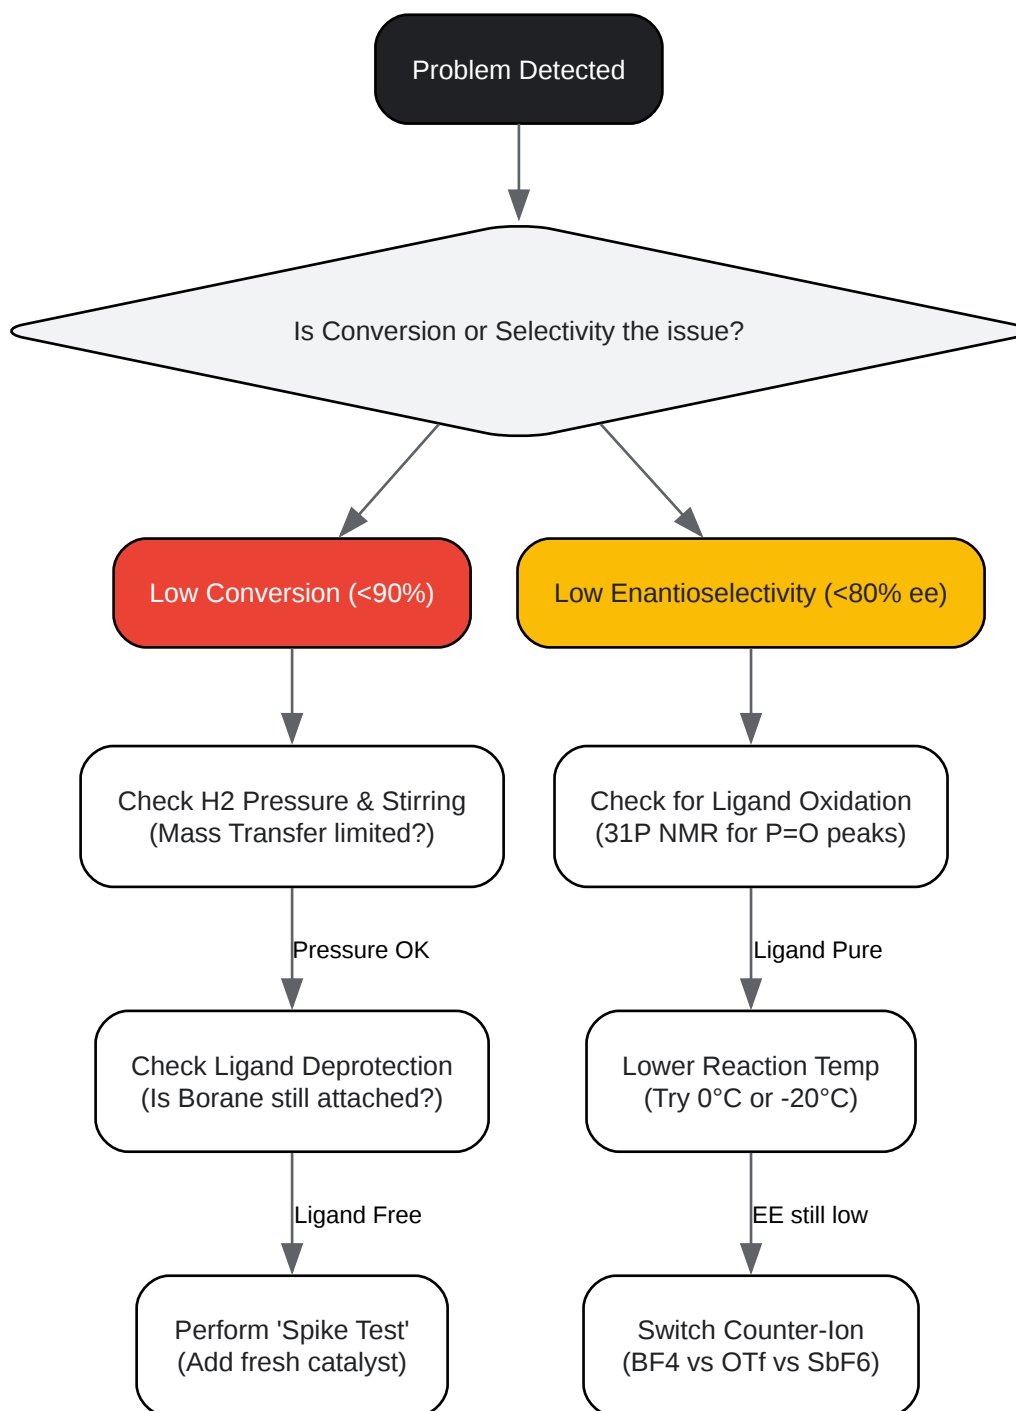 Problem Detected
Is Conversion or Selectivity the issue?
Low Conversion (<90%)
Low Enantioselectivity (<80% ee)
Check H2 Pressure & Stirring
(Mass Transfer limited?)
Check for Ligand Oxidation
(31P NMR for P=O peaks)
Pressure OK
Ligand Pure
Check Ligand Deprotection
(Is Borane still attached?)
Lower Reaction Temp
(Try 0°C or -20°C)
Ligand Free
EE still low
Perform 'Spike Test'
(Add fresh catalyst)
Switch Counter-Ion
(BF4 vs OTf vs SbF6)